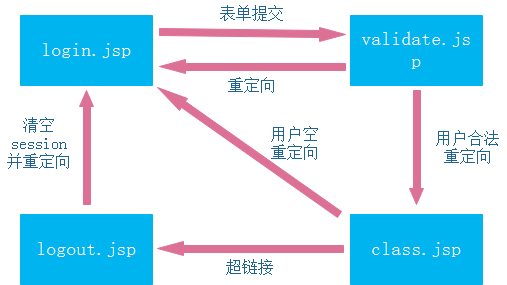 表单提交
login.jsp
validate.js
p
重定向
清空
session
并重定向
用户空
重定向
用户合法
重定向
logout.jsp
class.jsp
超链接